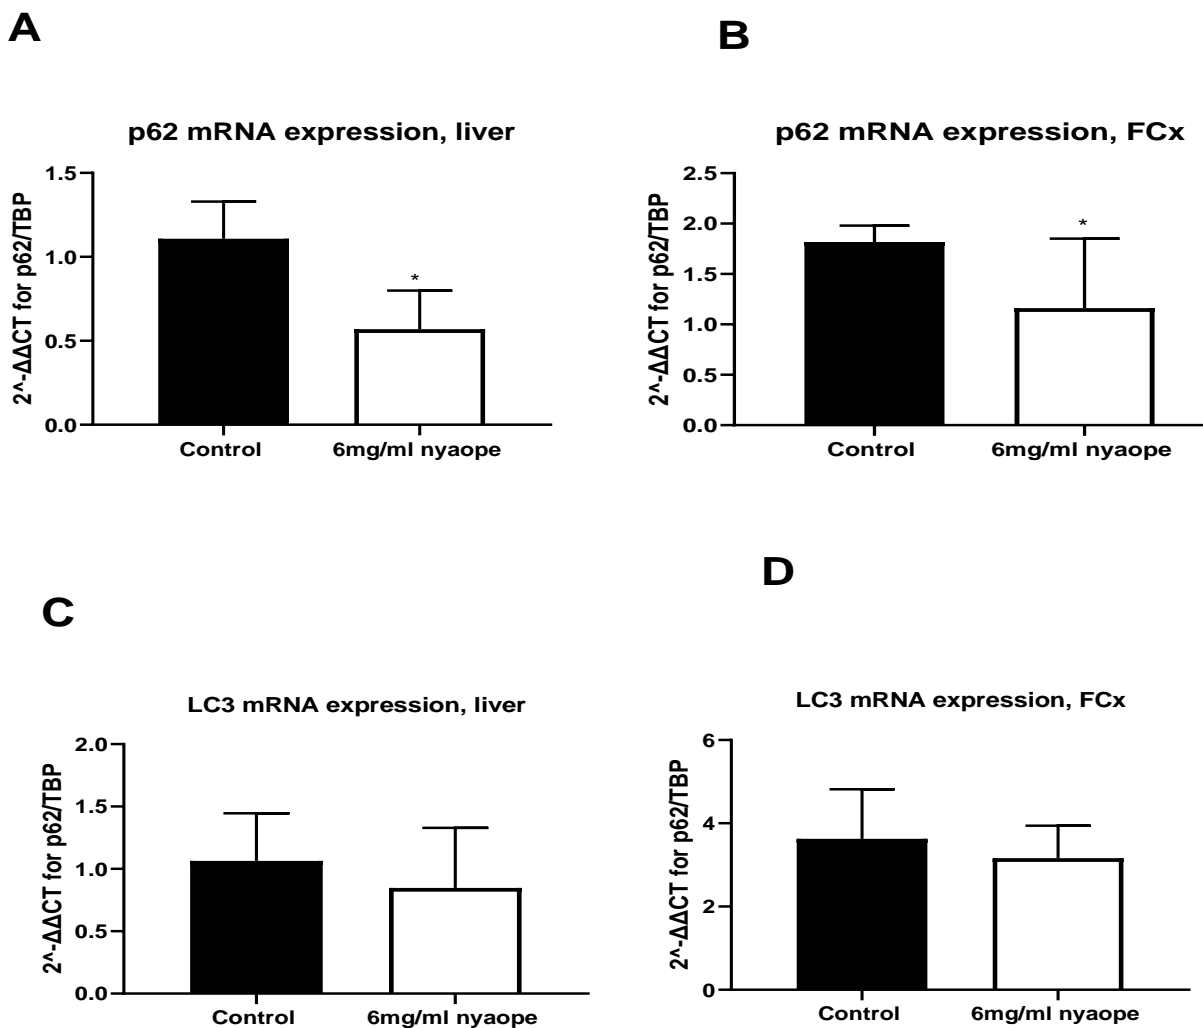 A
p62 mRNA expression, liver
2^-ΔΔCT for p62/TBP
1.5
1.0
0.5
0.0
*
Control
6mg/ml nyaope
B
p62 mRNA expression, FCx
2^-ΔΔCT for p62/TBP
2.5
2.0
1.5
1.0
0.5
0.0
*
Control
6mg/ml nyaope
C
LC3 mRNA expression, liver
2^-ΔΔCT for p62/TBP
2.0
1.5
1.0
0.5
0.0
Control
6mg/ml nyaope
D
LC3 mRNA expression, FCx
2^-ΔΔCT for p62/TBP
6
4
2
0
Control
6mg/ml nyaope